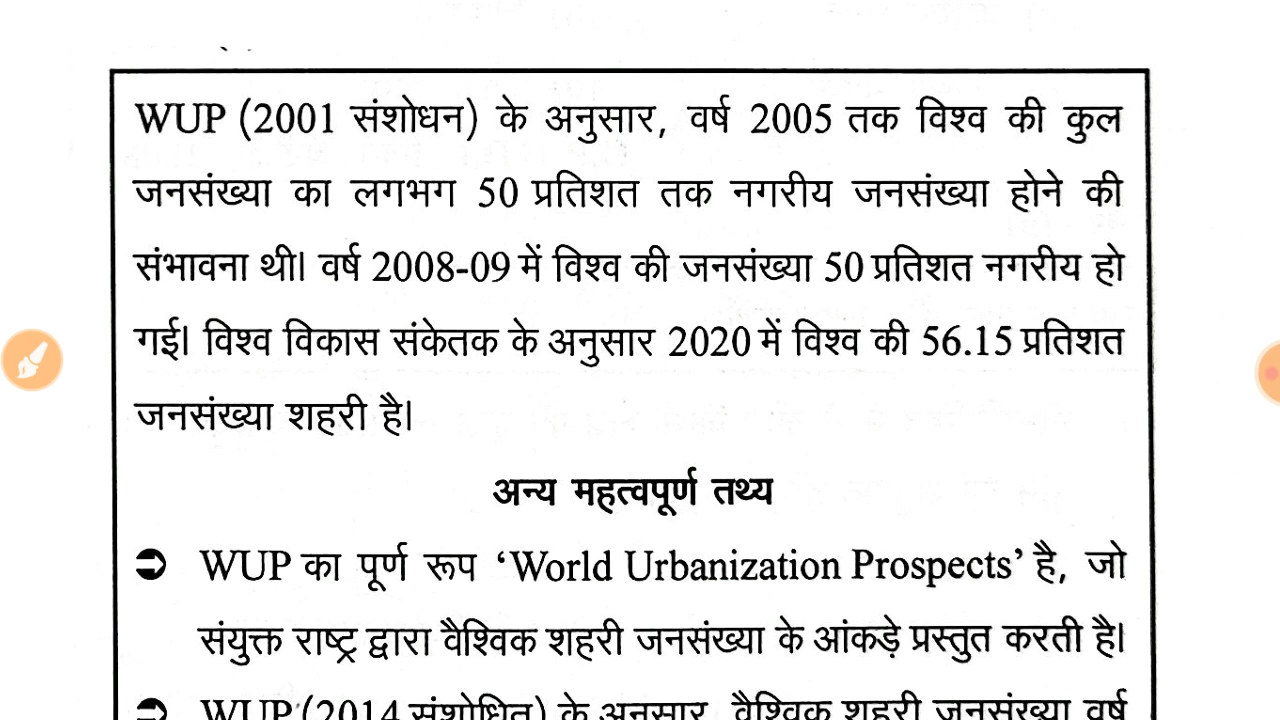 WUP (2001 संशोधन) के अनुसार, वर्ष 2005 तक विश्व की कुल
जनसंख्या का लगभग 50 प्रतिशत तक नगरीय जनसंख्या होने की
संभावना थी। वर्ष 2008-09 में विश्व की जनसंख्या 50 प्रतिशत नगरीय हो
गई। विश्व विकास संकेतक के अनुसार 2020 में विश्व की 56.15 प्रतिशत
जनसंख्या शहरी है।
अन्य महत्वपूर्ण तथ्य
➲ WUP का पूर्ण रूप ‘World Urbanization Prospects’ है, जो
संयुक्त राष्ट्र द्वारा वैश्विक शहरी जनसंख्या के आंकड़े प्रस्तुत करती है।
➲ WUP (2014 संशोधित) के अनुसार, वैश्विक शहरी जनसंख्या वर्ष